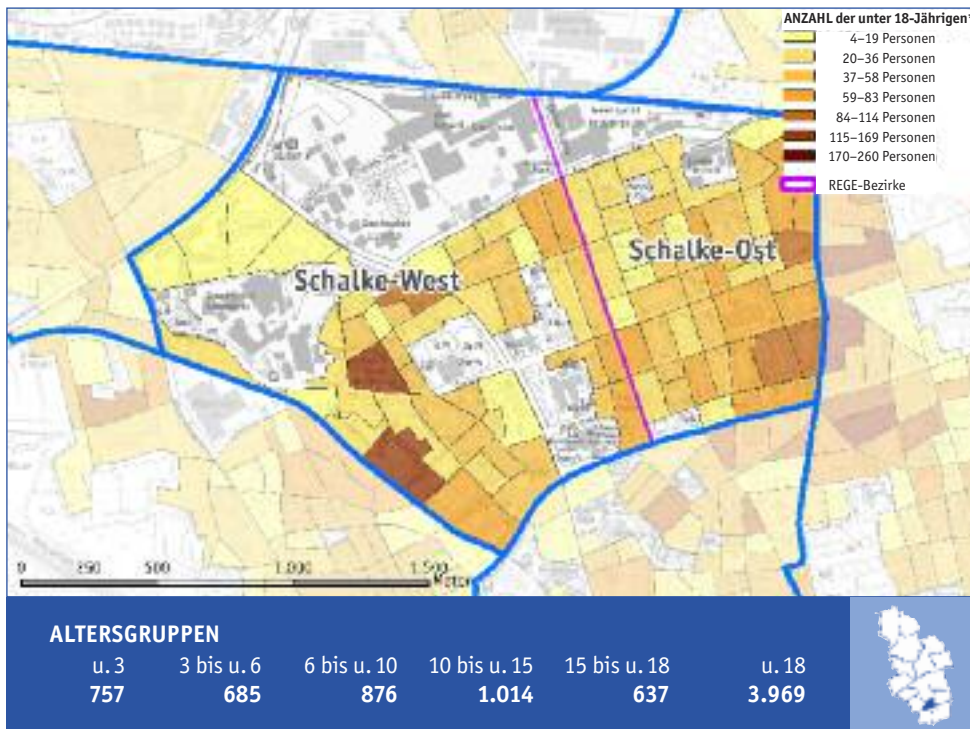 ANZAHL der unter 18-Jährigen*
4–19 Personen
20–36 Personen
37–58 Personen
59–83 Personen
84–114 Personen
115–169 Personen
170–260 Personen
REGE-Bezirke
Schalke-Ost
Schalke-West
0 250 500 1.000 1.500
Meter
ALTERSGRUPPEN
u. 3 3 bis u. 6 6 bis u. 10 10 bis u. 15 15 bis u. 18 u. 18
757 685 876 1.014 637 3.969